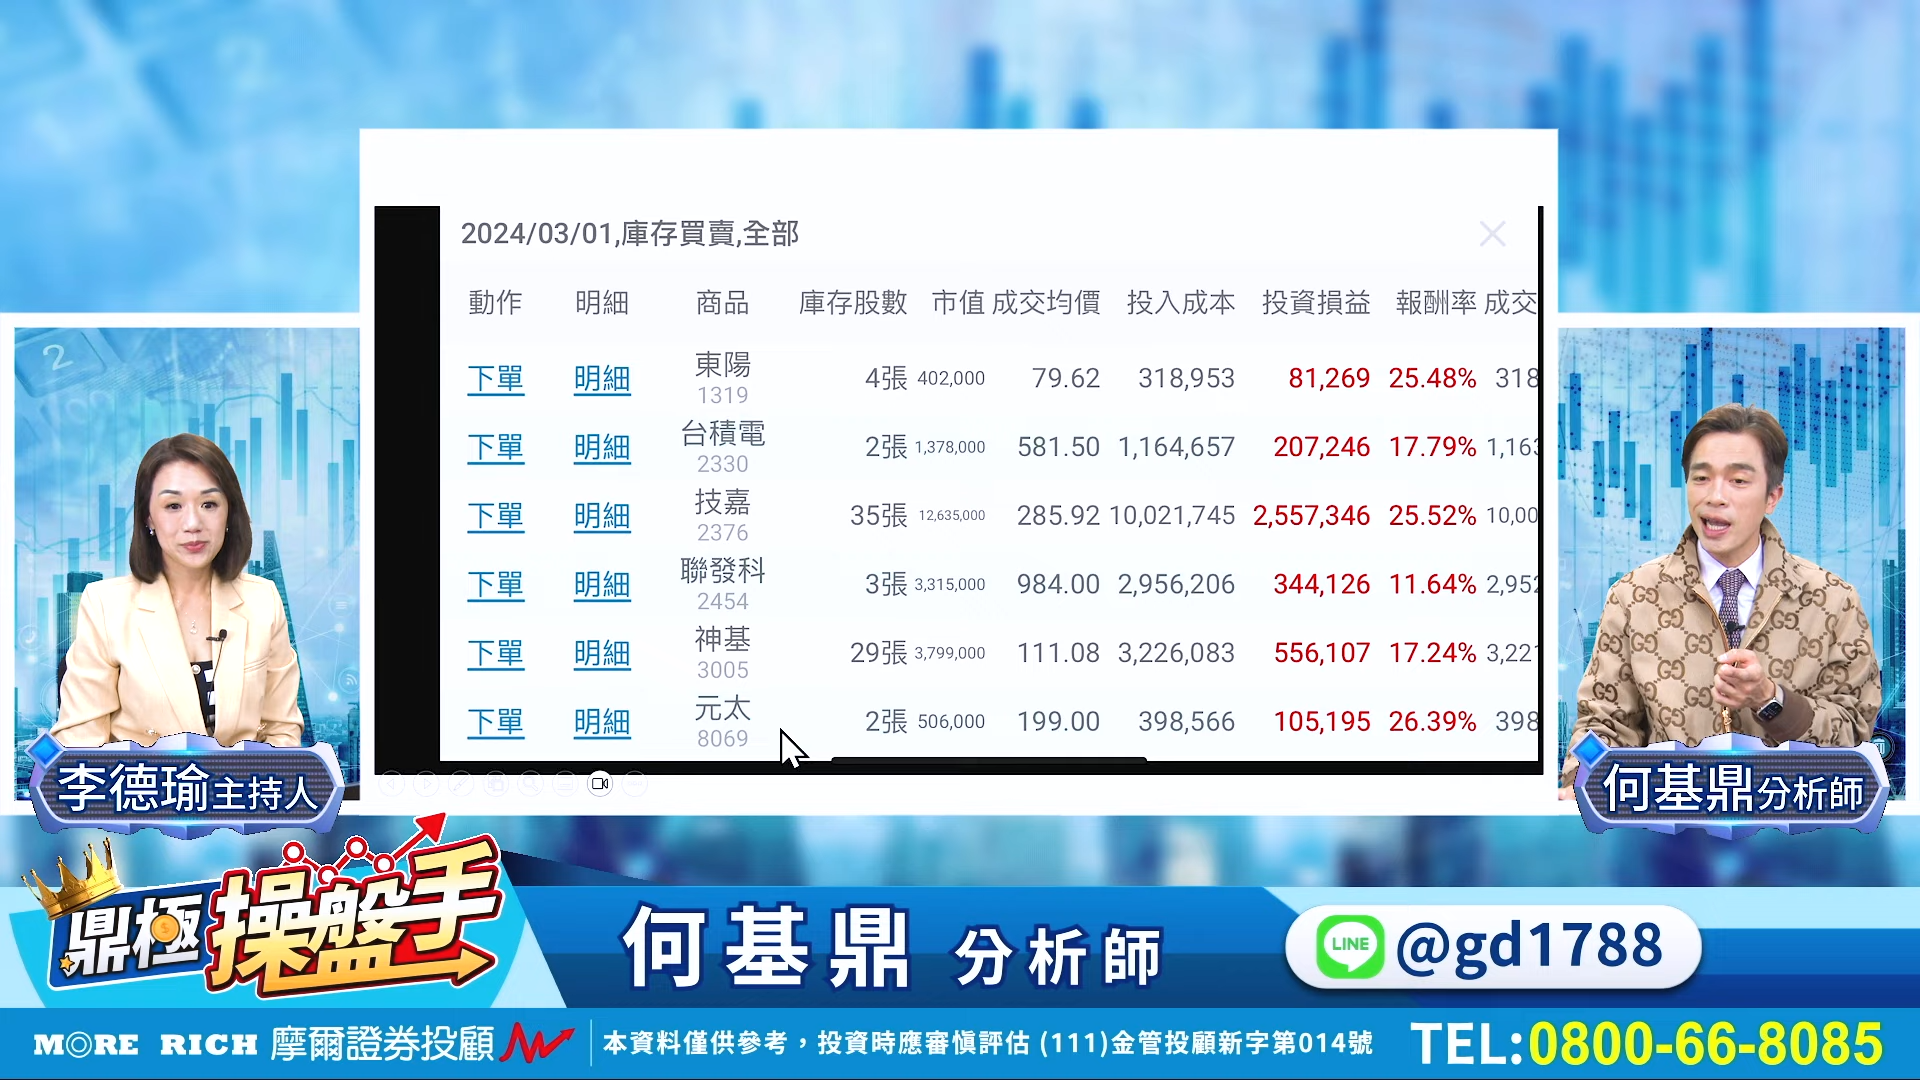 2024/03/01,庫存買賣,全部
動作 明細 商品 庫存股數 市值 成交均價 投入成本 投資損益 報酬率 成交
下單 明細 東陽 1319 4張 402,000 79.62 318,953 81,269 25.48% 318
下單 明細 台積電 2330 2張 1,378,000 581.50 1,164,657 207,246 17.79% 1,163
下單 明細 技嘉 2376 35張 12,635,000 285.92 10,021,745 2,557,346 25.52% 10,00
下單 明細 聯發科 2454 3張 3,315,000 984.00 2,956,206 344,126 11.64% 2,952
下單 明細 神基 3005 29張 3,799,000 111.08 3,226,083 556,107 17.24% 3,221
下單 明細 元太 8069 2張 506,000 199.00 398,566 105,195 26.39% 398
李德瑜 主持人
何基鼎 分析師
鼎極操盤手
何基鼎 分析師
LINE @gd1788
MORE RICH 摩爾證券投顧
本資料僅供參考，投資時應審慎評估 (111)金管投顧新字第014號
TEL:0800-66-8085